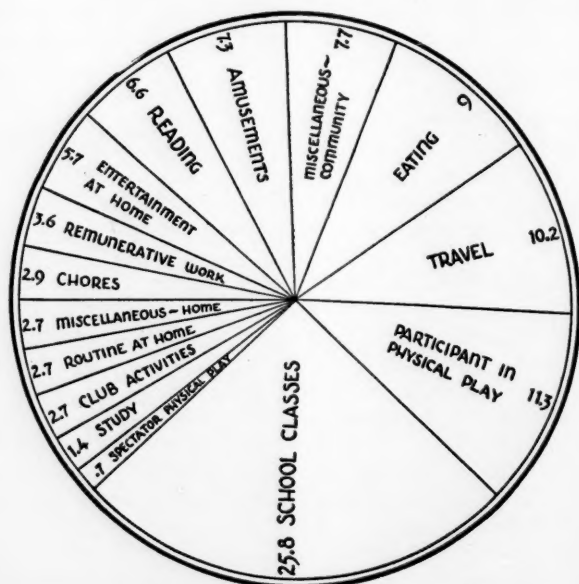 7.3 AMUSEMENTS
7.7
MISCELLANEOUS~
COMMUNITY
9
EATING
10.2
TRAVEL
PARTICIPANT IN
PHYSICAL PLAY
11.3
25.8 SCHOOL CLASSES
.7 SPECTATOR PHYSICAL PLAY
1.4 STUDY
2.7 CLUB ACTIVITIES
2.7 ROUTINE AT HOME
2.7 MISCELLANEOUS~HOME
2.9 CHORES
3.6 REMUNERATIVE WORK
5.7 ENTERTAINMENT
AT HOME
6.6 READING